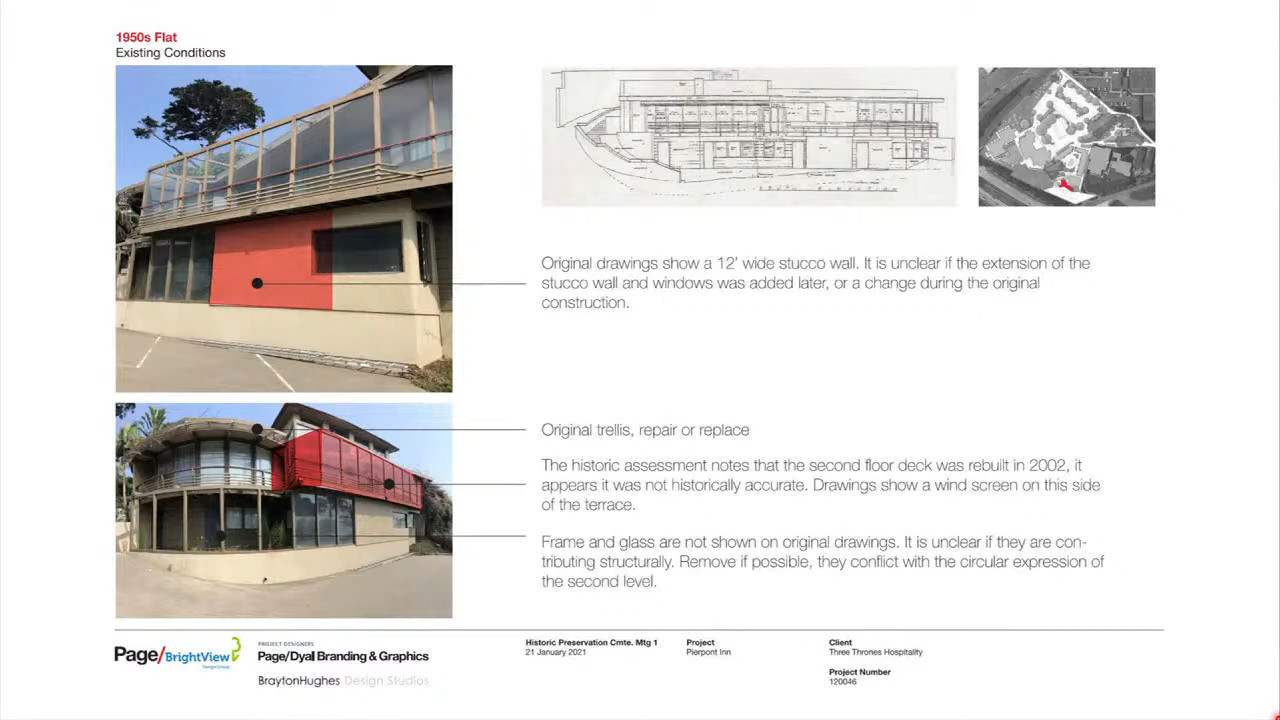 1950s Flat
Existing Conditions
Original drawings show a 12' wide stucco wall. It is unclear if the extension of the
stucco wall and windows was added later, or a change during the original
construction.
Original trellis, repair or replace
The historic assessment notes that the second floor deck was rebuilt in 2002, it
appears it was not historically accurate. Drawings show a wind screen on this side
of the terrace.
Frame and glass are not shown on original drawings. It is unclear if they are con-
tributing structurally. Remove if possible, they conflict with the circular expression of
the second level.
Page/BrightView
Design Group
PROJECT DESIGNERS
Page/Dyal Branding & Graphics
BraytonHughes Design Studios
Historic Preservation Cmte. Mtg 1
21 January 2021
Project
Pierpont Inn
Client
Three Thrones Hospitality
Project Number
120046